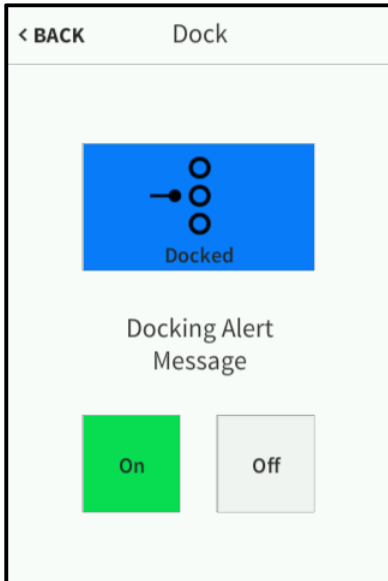 < BACK Dock
Docked
Docking Alert
Message
On Off